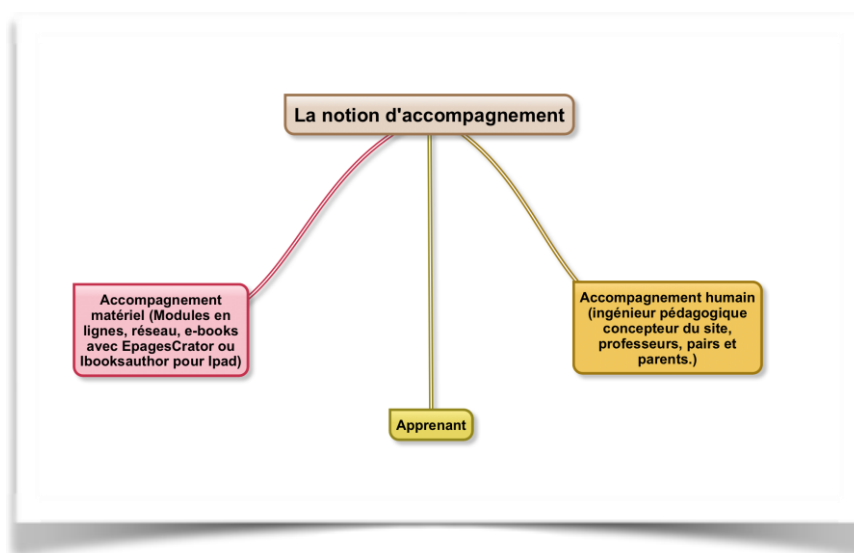 La notion d'accompagnement
Accompagnement
matériel (Modules en
lignes, réseau, e-books
avec EpagesCrator ou
Ibooksauthor pour Ipad)
Accompagnement humain
(ingénieur pédagogique
concepteur du site,
professeurs, pairs et
parents.)
Apprenant